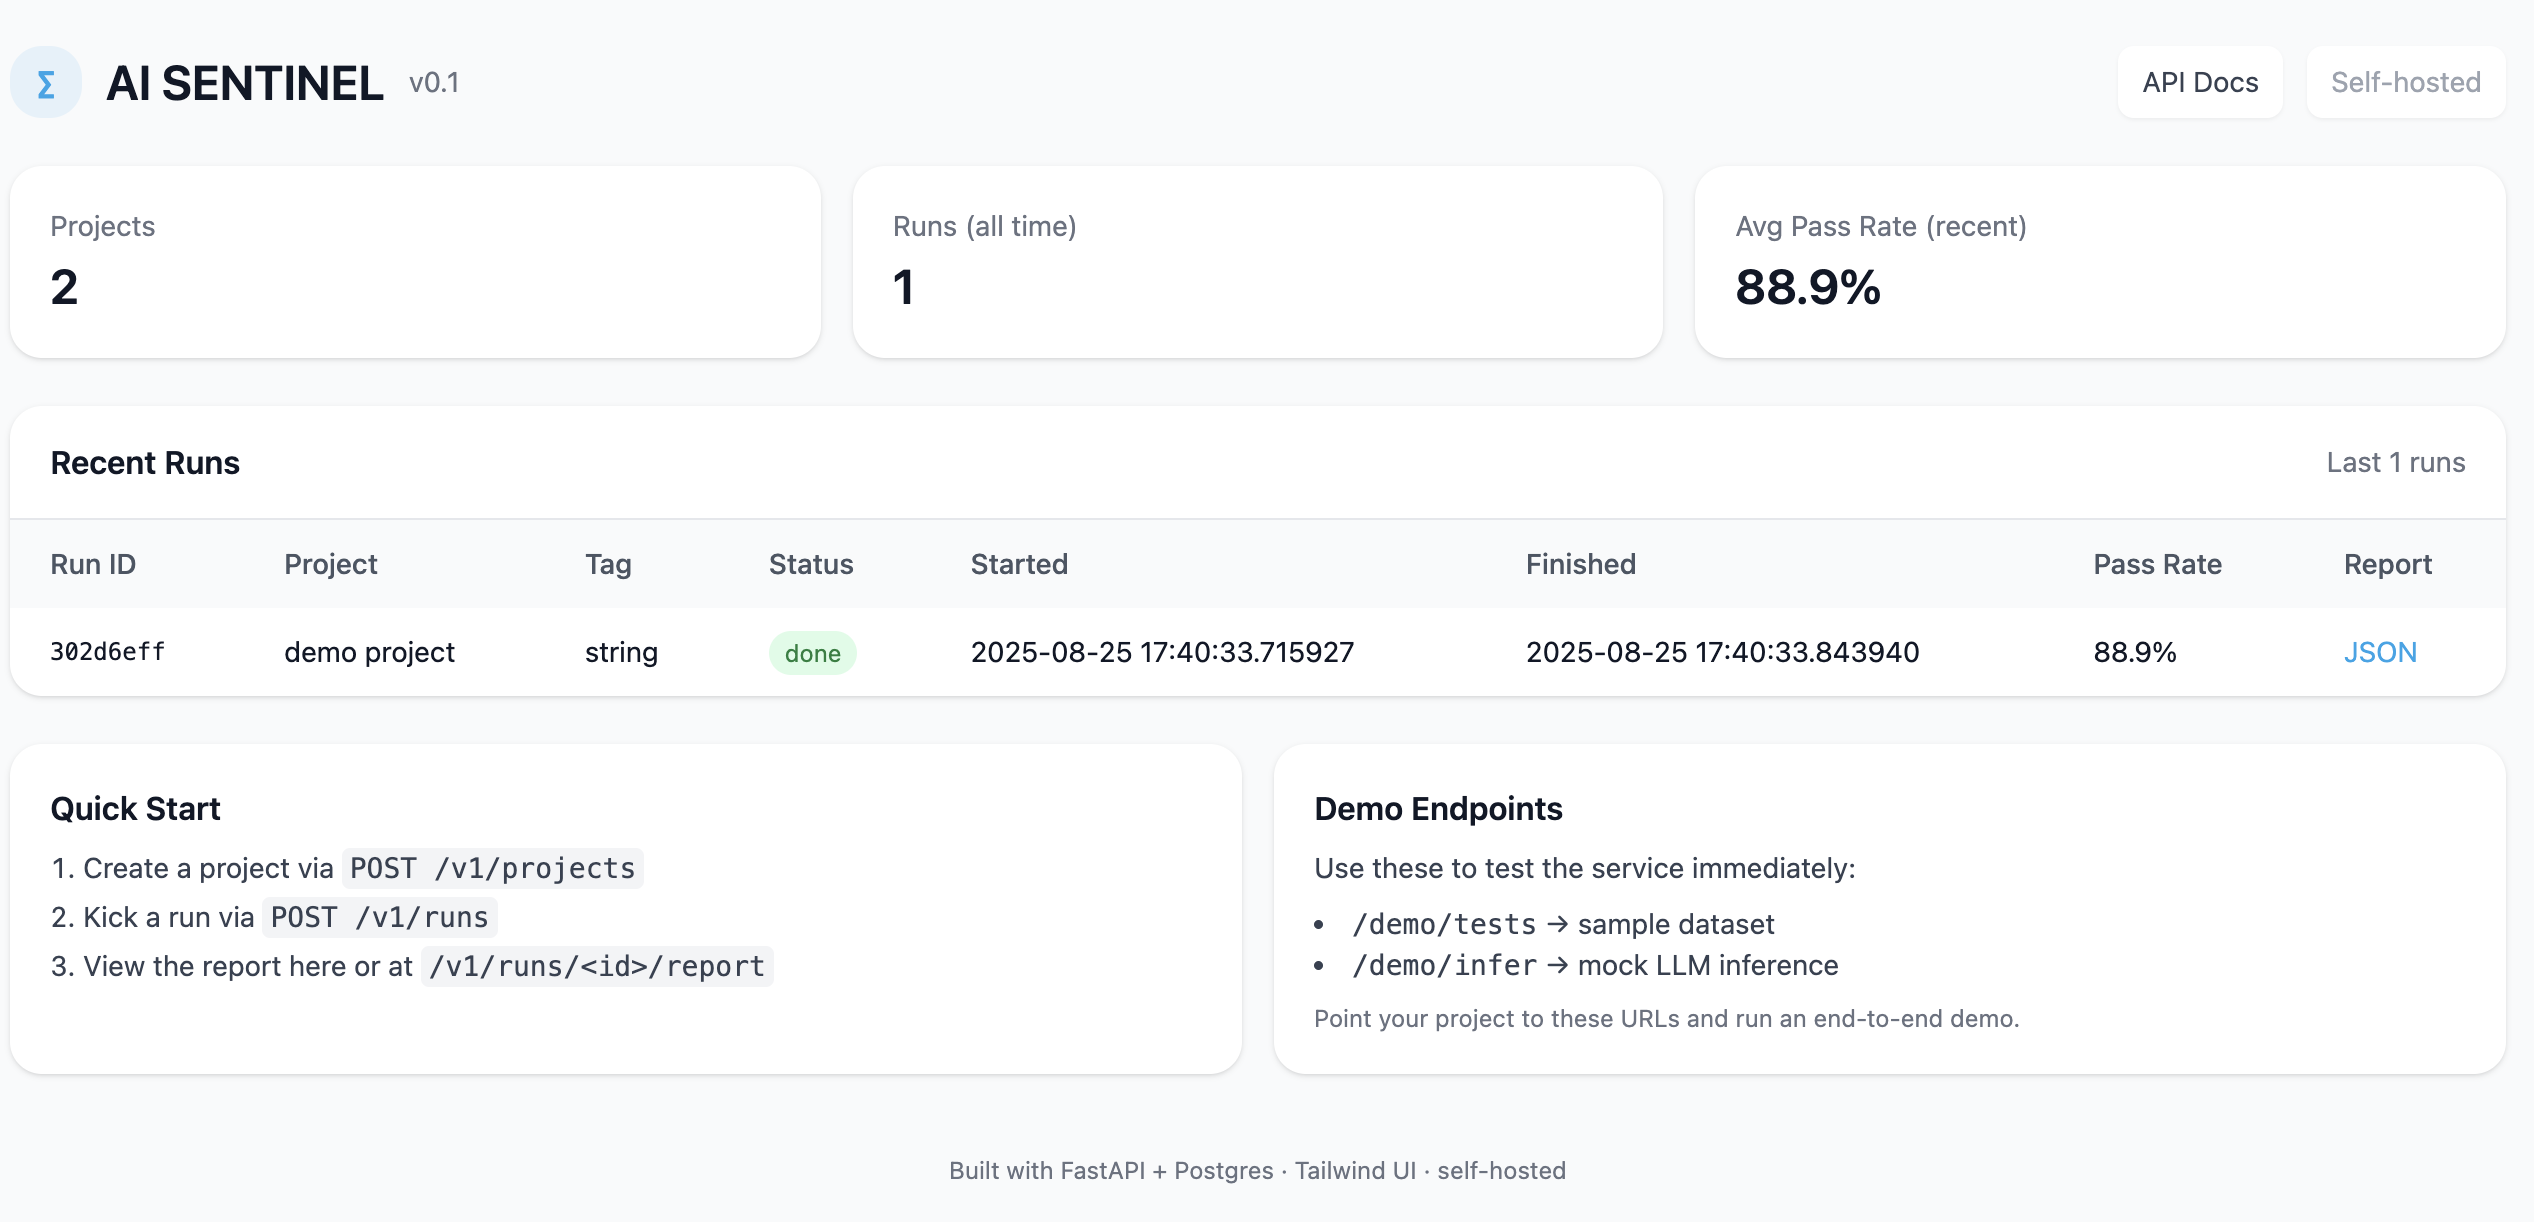 Σ AI SENTINEL v0.1 API Docs Self-hosted
Projects
2
Runs (all time)
1
Avg Pass Rate (recent)
88.9%
Recent Runs Last 1 runs
Run ID Project Tag Status Started Finished Pass Rate Report
302d6eff demo project string done 2025-08-25 17:40:33.715927 2025-08-25 17:40:33.843940 88.9% JSON
Quick Start
1. Create a project via POST /v1/projects
2. Kick a run via POST /v1/runs
3. View the report here or at /v1/runs/<id>/report
Demo Endpoints
Use these to test the service immediately:
• /demo/tests → sample dataset
• /demo/infer → mock LLM inference
Point your project to these URLs and run an end-to-end demo.
Built with FastAPI + Postgres · Tailwind UI · self-hosted